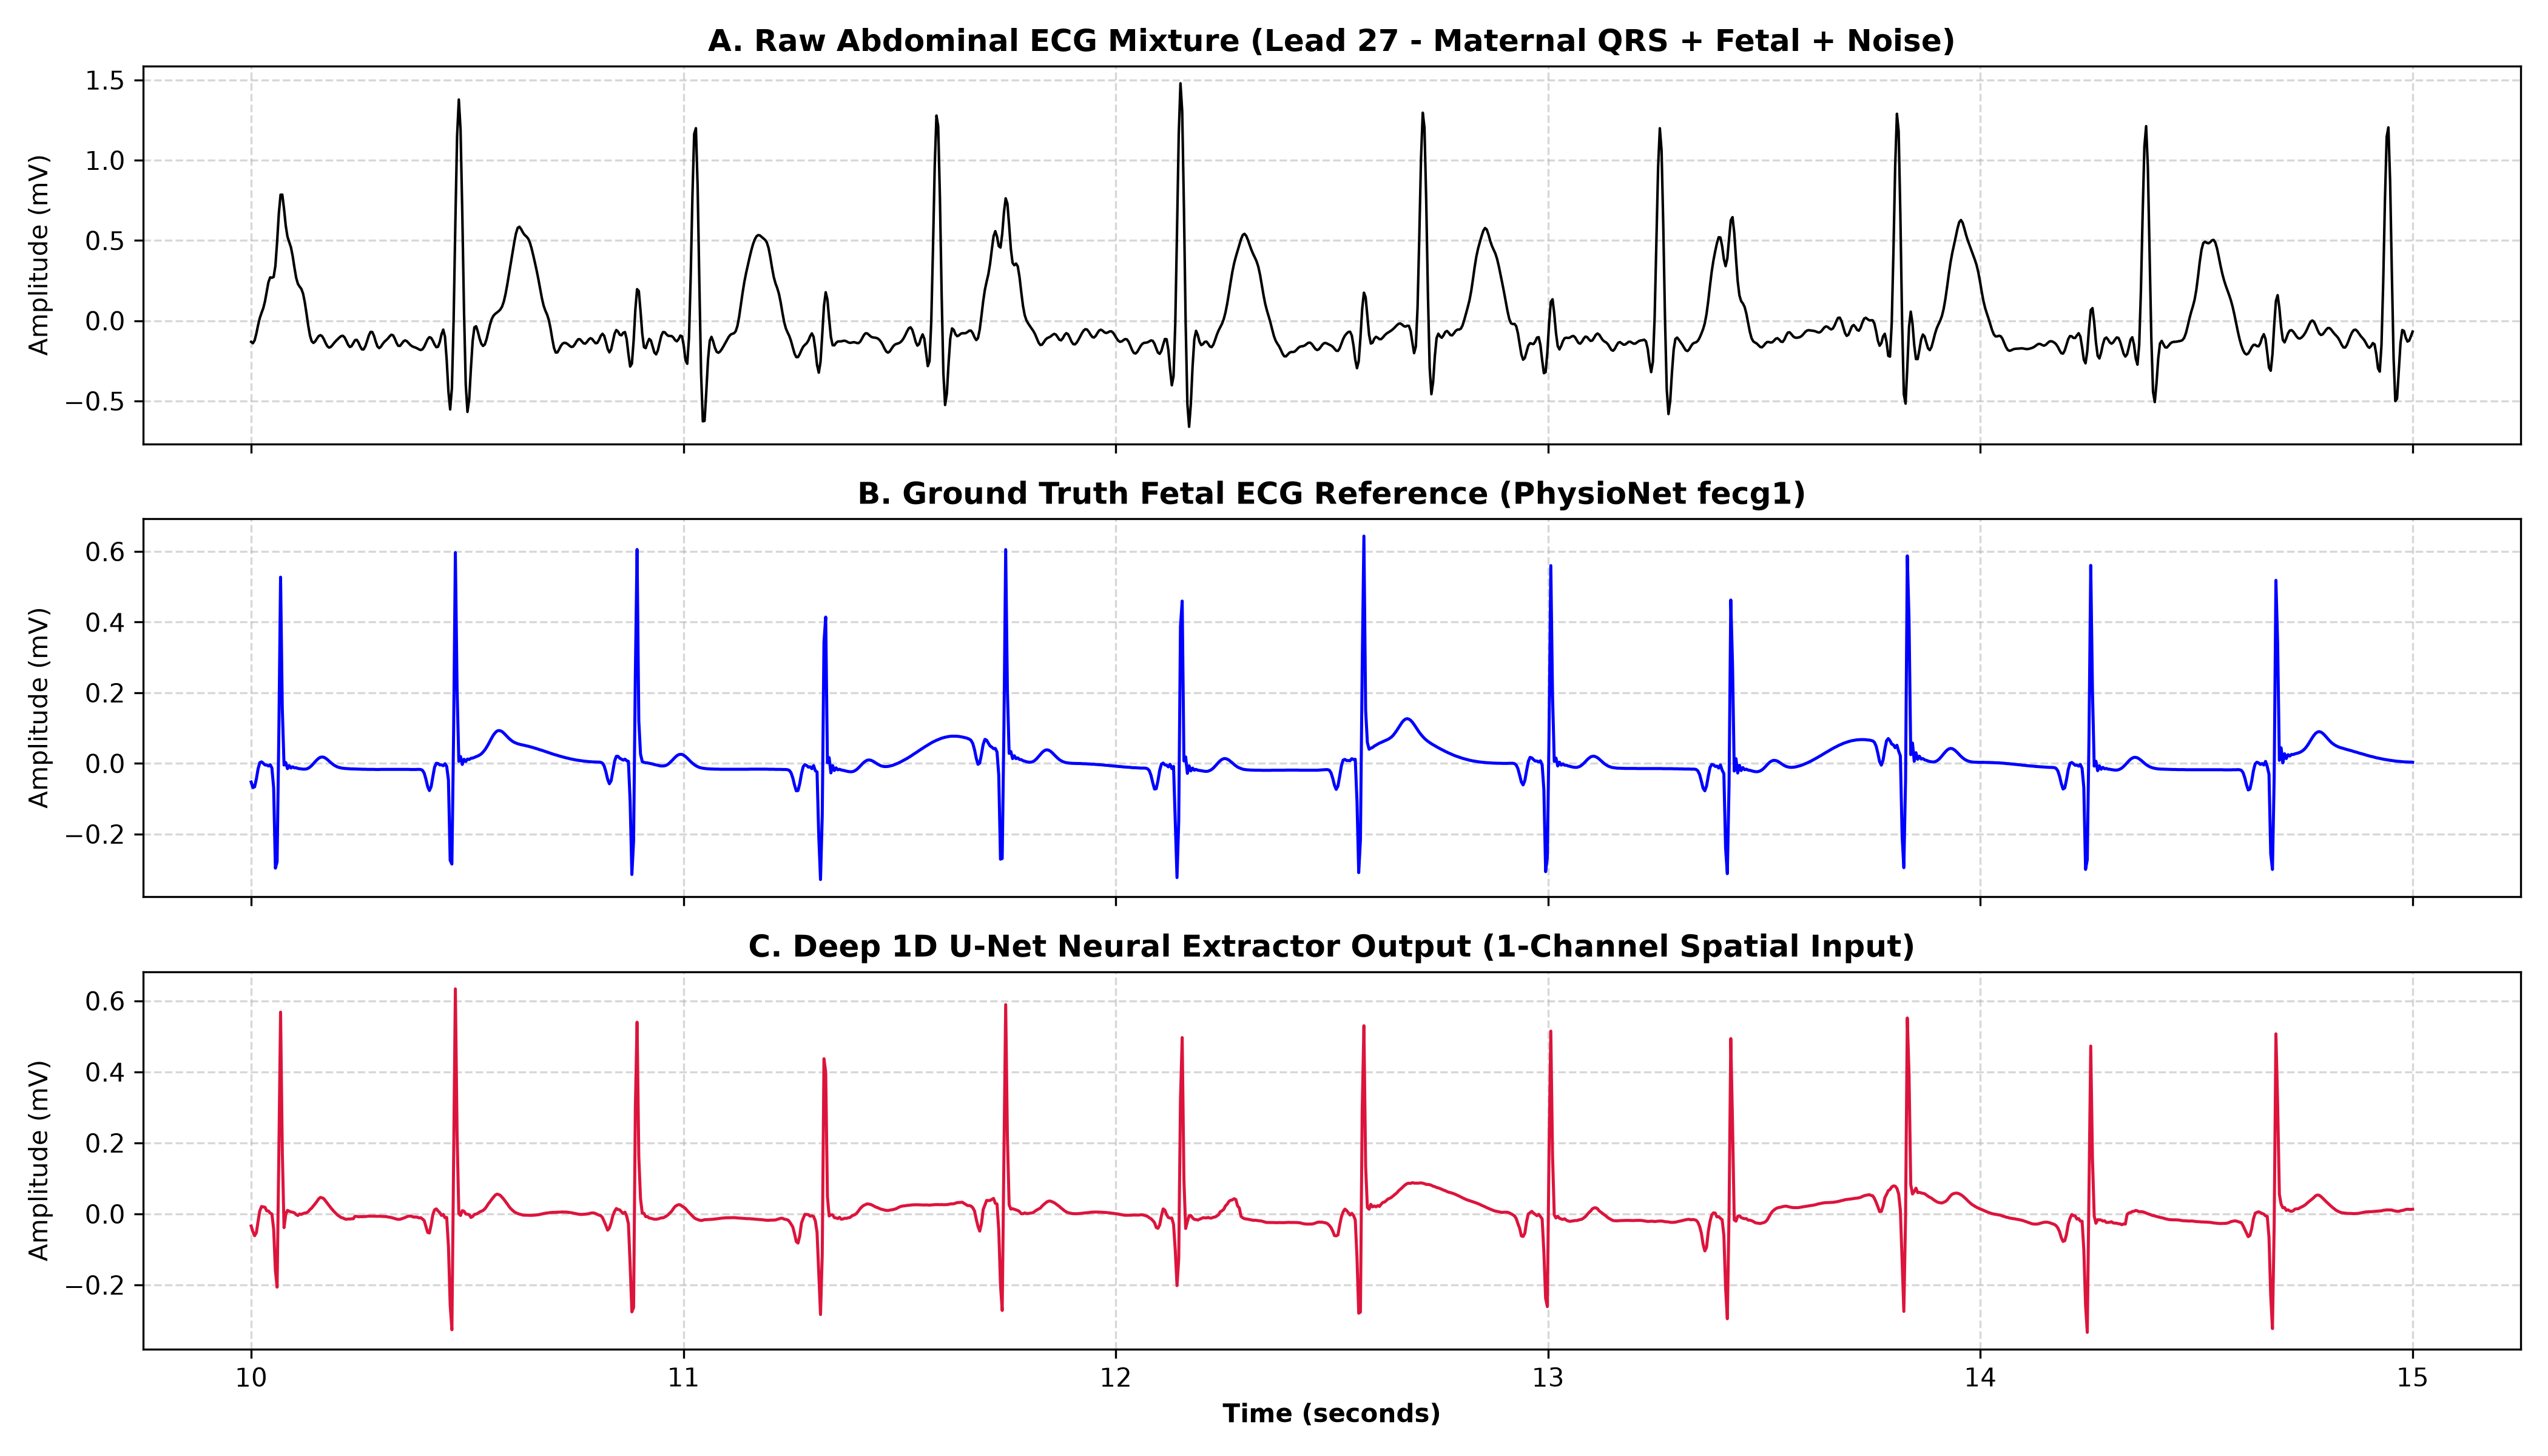 A. Raw Abdominal ECG Mixture (Lead 27 - Maternal QRS + Fetal + Noise)
Amplitude (mV)
1.5
1.0
0.5
0.0
−0.5
B. Ground Truth Fetal ECG Reference (PhysioNet fecg1)
Amplitude (mV)
0.6
0.4
0.2
0.0
−0.2
C. Deep 1D U-Net Neural Extractor Output (1-Channel Spatial Input)
Amplitude (mV)
0.6
0.4
0.2
0.0
−0.2
10 11 12 13 14 15
Time (seconds)